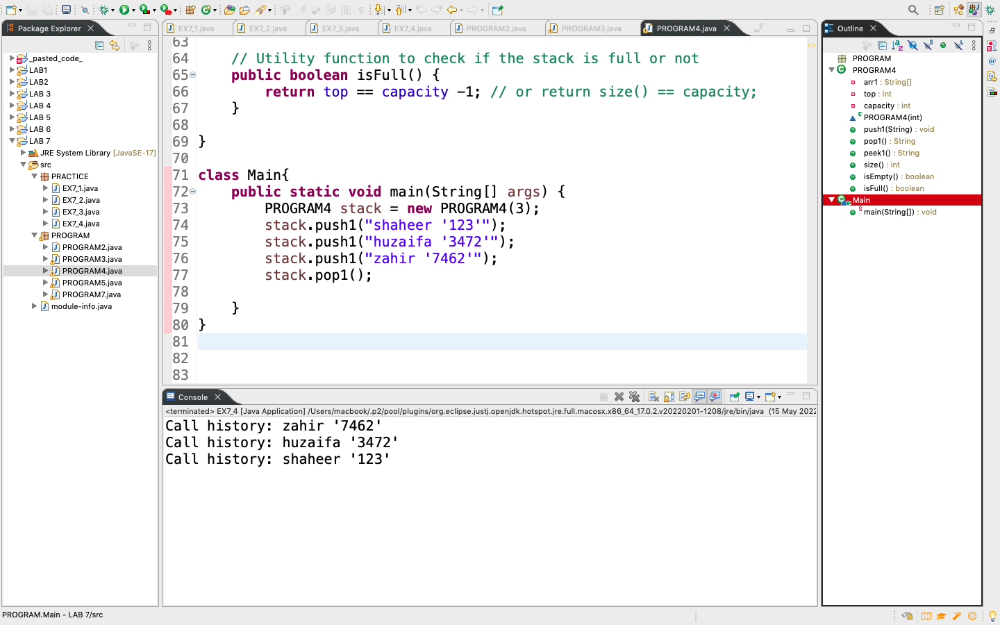 Package Explorer
_pasted_code_
LAB1
LAB2
LAB 3
LAB 4
LAB 5
LAB 6
LAB 7
JRE System Library [JavaSE-17]
src
PRACTICE
EX7_1.java
EX7_2.java
EX7_3.java
EX7_4.java
PROGRAM
PROGRAM2.java
PROGRAM3.java
PROGRAM4.java
PROGRAM5.java
PROGRAM7.java
module-info.java
EX7_1.java EX7_2.java EX7_3.java EX7_4.java PROGRAM2.java PROGRAM3.java PROGRAM4.java 2
63
64 // Utility function to check if the stack is full or not
65 public boolean isFull() {
66 return top == capacity -1; // or return size() == capacity;
67 }
68
69 }
70
71 class Main{
72 public static void main(String[] args) {
73 PROGRAM4 stack = new PROGRAM4(3);
74 stack.push1("shaheer '123'");
75 stack.push1("huzaifa '3472'");
76 stack.push1("zahir '7462'");
77 stack.pop1();
78
79 }
80 }
81
82
83
Console
<terminated> EX7_4 [Java Application] /Users/macbook/.p2/pool/plugins/org.eclipse.justj.openjdk.hotspot.jre.full.macosx.x86_64_17.0.2.v20220201-1208/jre/bin/java (15 May 2022
Call history: zahir '7462'
Call history: huzaifa '3472'
Call history: shaheer '123'
Outline
PROGRAM
PROGRAM4
arr1 : String[]
top : int
capacity : int
PROGRAM4(int)
push1(String) : void
pop1() : String
peek1() : String
size() : int
isEmpty() : boolean
isFull() : boolean
Main
main(String[]) : void
PROGRAM.Main - LAB 7/src